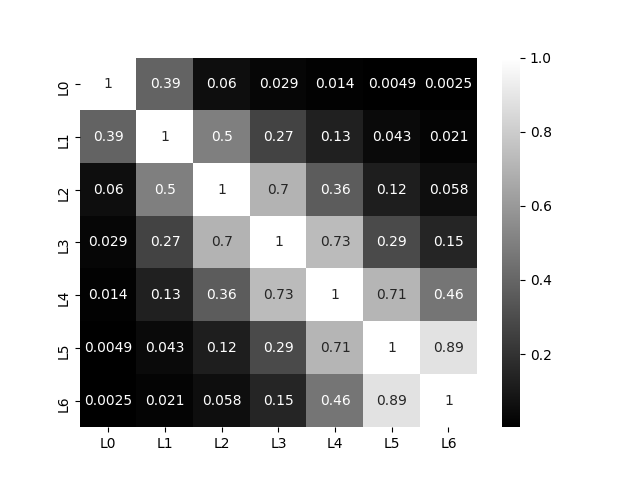 L0 1 0.39 0.06 0.029 0.014 0.0049 0.0025
L1 0.39 1 0.5 0.27 0.13 0.043 0.021
L2 0.06 0.5 1 0.7 0.36 0.12 0.058
L3 0.029 0.27 0.7 1 0.73 0.29 0.15
L4 0.014 0.13 0.36 0.73 1 0.71 0.46
L5 0.0049 0.043 0.12 0.29 0.71 1 0.89
L6 0.0025 0.021 0.058 0.15 0.46 0.89 1
L0 L1 L2 L3 L4 L5 L6
1.0
0.8
0.6
0.4
0.2